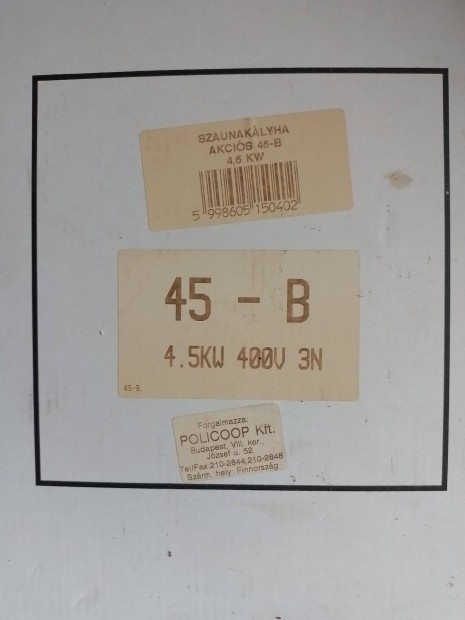 SZAUNAKÁLYHA
AKCIÓS 45-B
4,5 KW
5 998605 150402
45 - B
4.5KW 400V 3N
45-B.
Forgalmazza:
POLICOOP Kft.
Budapest, VIII. ker.,
József u. 52.
Tel/Fax:210-2844,210-2846
Szárm. hely: Finnország